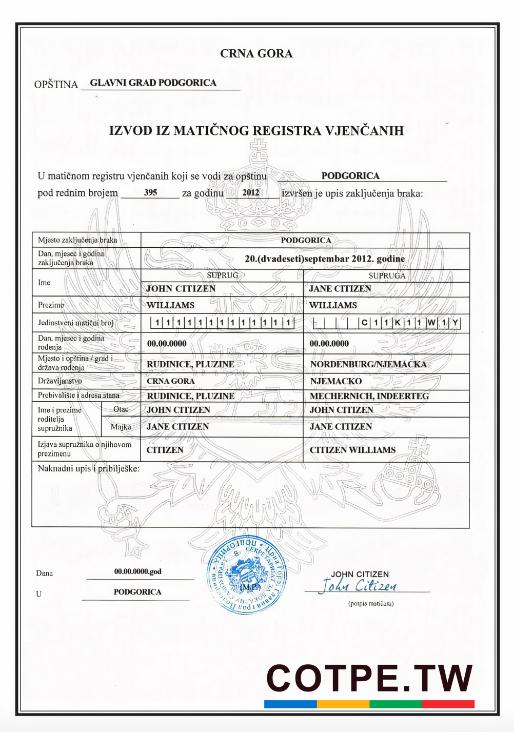 CRNA GORA
OPŠTINA GLAVNI GRAD PODGORICA
IZVOD IZ MATIČNOG REGISTRA VJENČANIH
U matičnom registru vjenčanih koji se vodi za opštinu PODGORICA
pod rednim brojem 395 za godinu 2012 izvršen je upis zaključenja braka:
Mjesto zaključenja braka PODGORICA
Dan, mjesec i godina
zaključenja braka 20.(dvadeseti)septembar 2012. godine
SUPRUG SUPRUGA
Ime JOHN CITIZEN JANE CITIZEN
Prezime WILLIAMS WILLIAMS
Jedinstveni matični broj 1 1 1 1 1 1 1 1 1 1 1 1 1 C 1 1 K 1 1 W 1 Y
Dan, mjesec i godina
rođenja 00.00.0000 00.00.0000
Mjesto i opština / grad i
država rođenja RUDINICE, PLUZINE NORDENBURG/NJEMACKA
Državljanstvo CRNA GORA NJEMACKO
Prebivalište i adresa stana RUDINICE, PLUZINE MECHERNICH, INDEERTEG
Ime i prezime
roditelja
supružnika
Otac JOHN CITIZEN JOHN CITIZEN
Majka JANE CITIZEN JANE CITIZEN
Izjava supružnika o njihovom
prezimenu CITIZEN CITIZEN WILLIAMS
Naknadni upis i pribilješke:
Dana 00.00.0000.god
U PODGORICA
(M.P.)
JOHN CITIZEN
John Citizen
(potpis matičara)
COTPE.TW